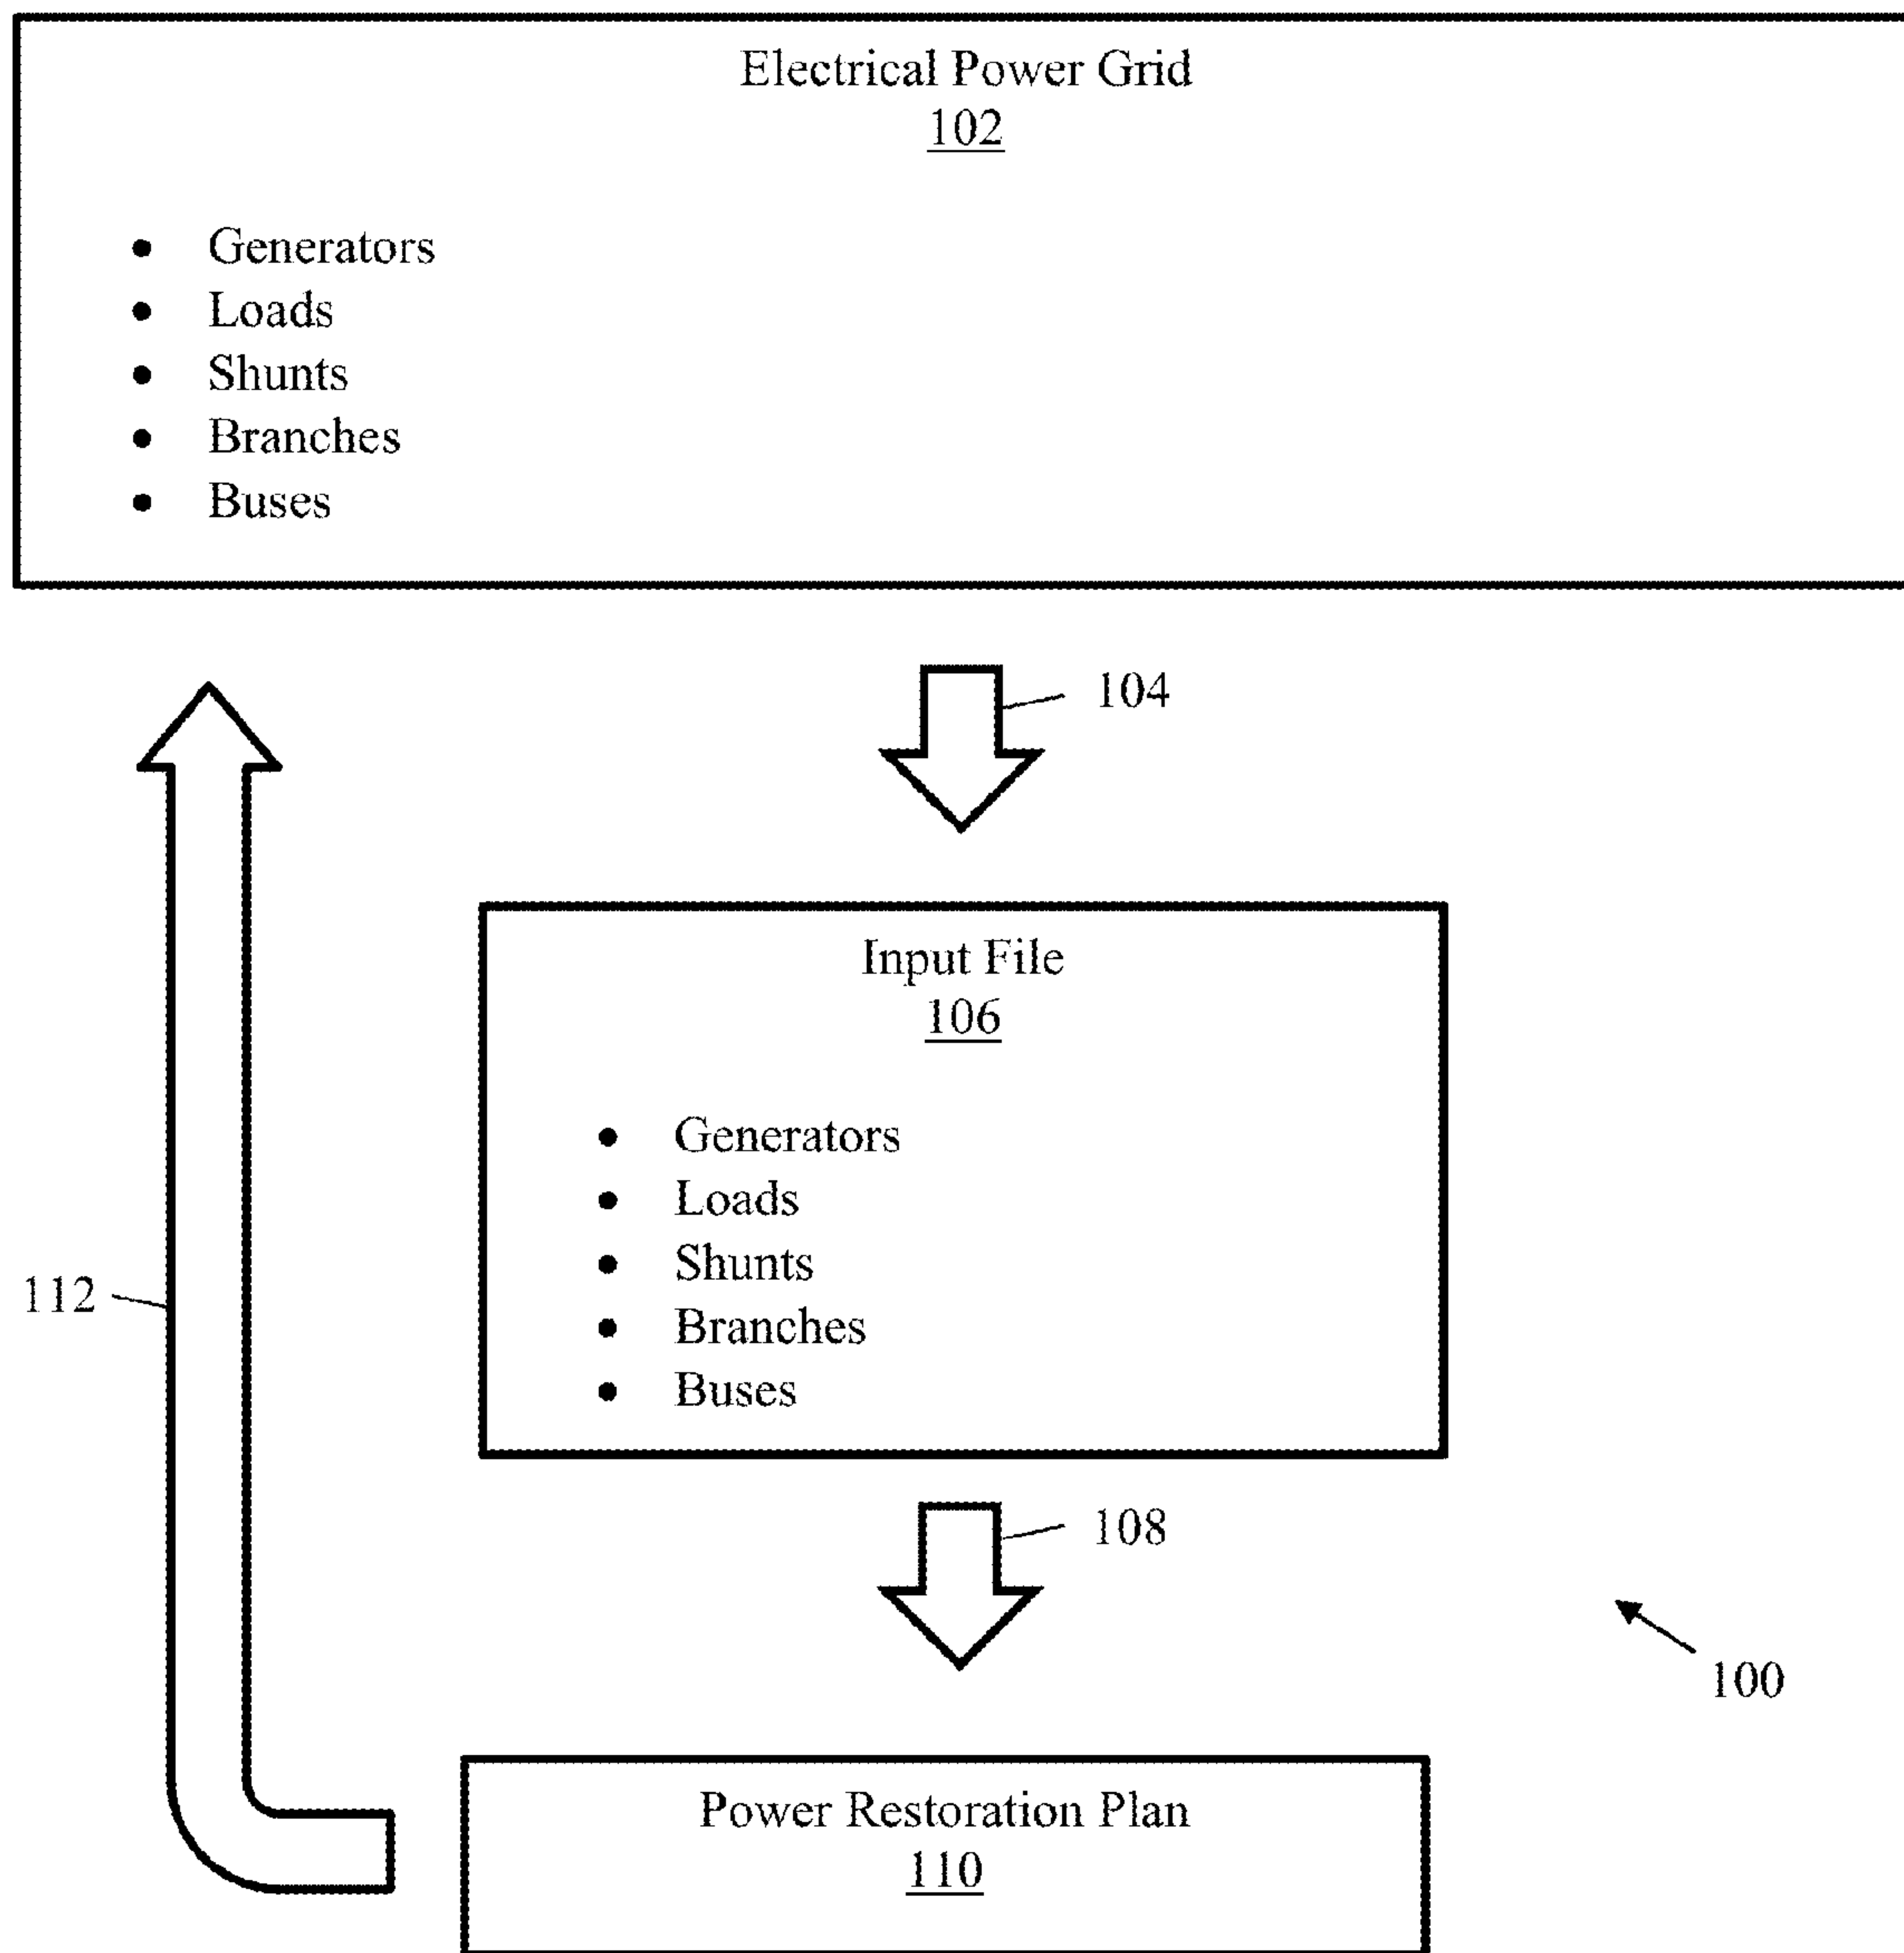 Electrical Power Grid
102
• Generators
• Loads
• Shunts
• Branches
• Buses
104
Input File
106
• Generators
• Loads
• Shunts
• Branches
• Buses
112
108
100
Power Restoration Plan
110